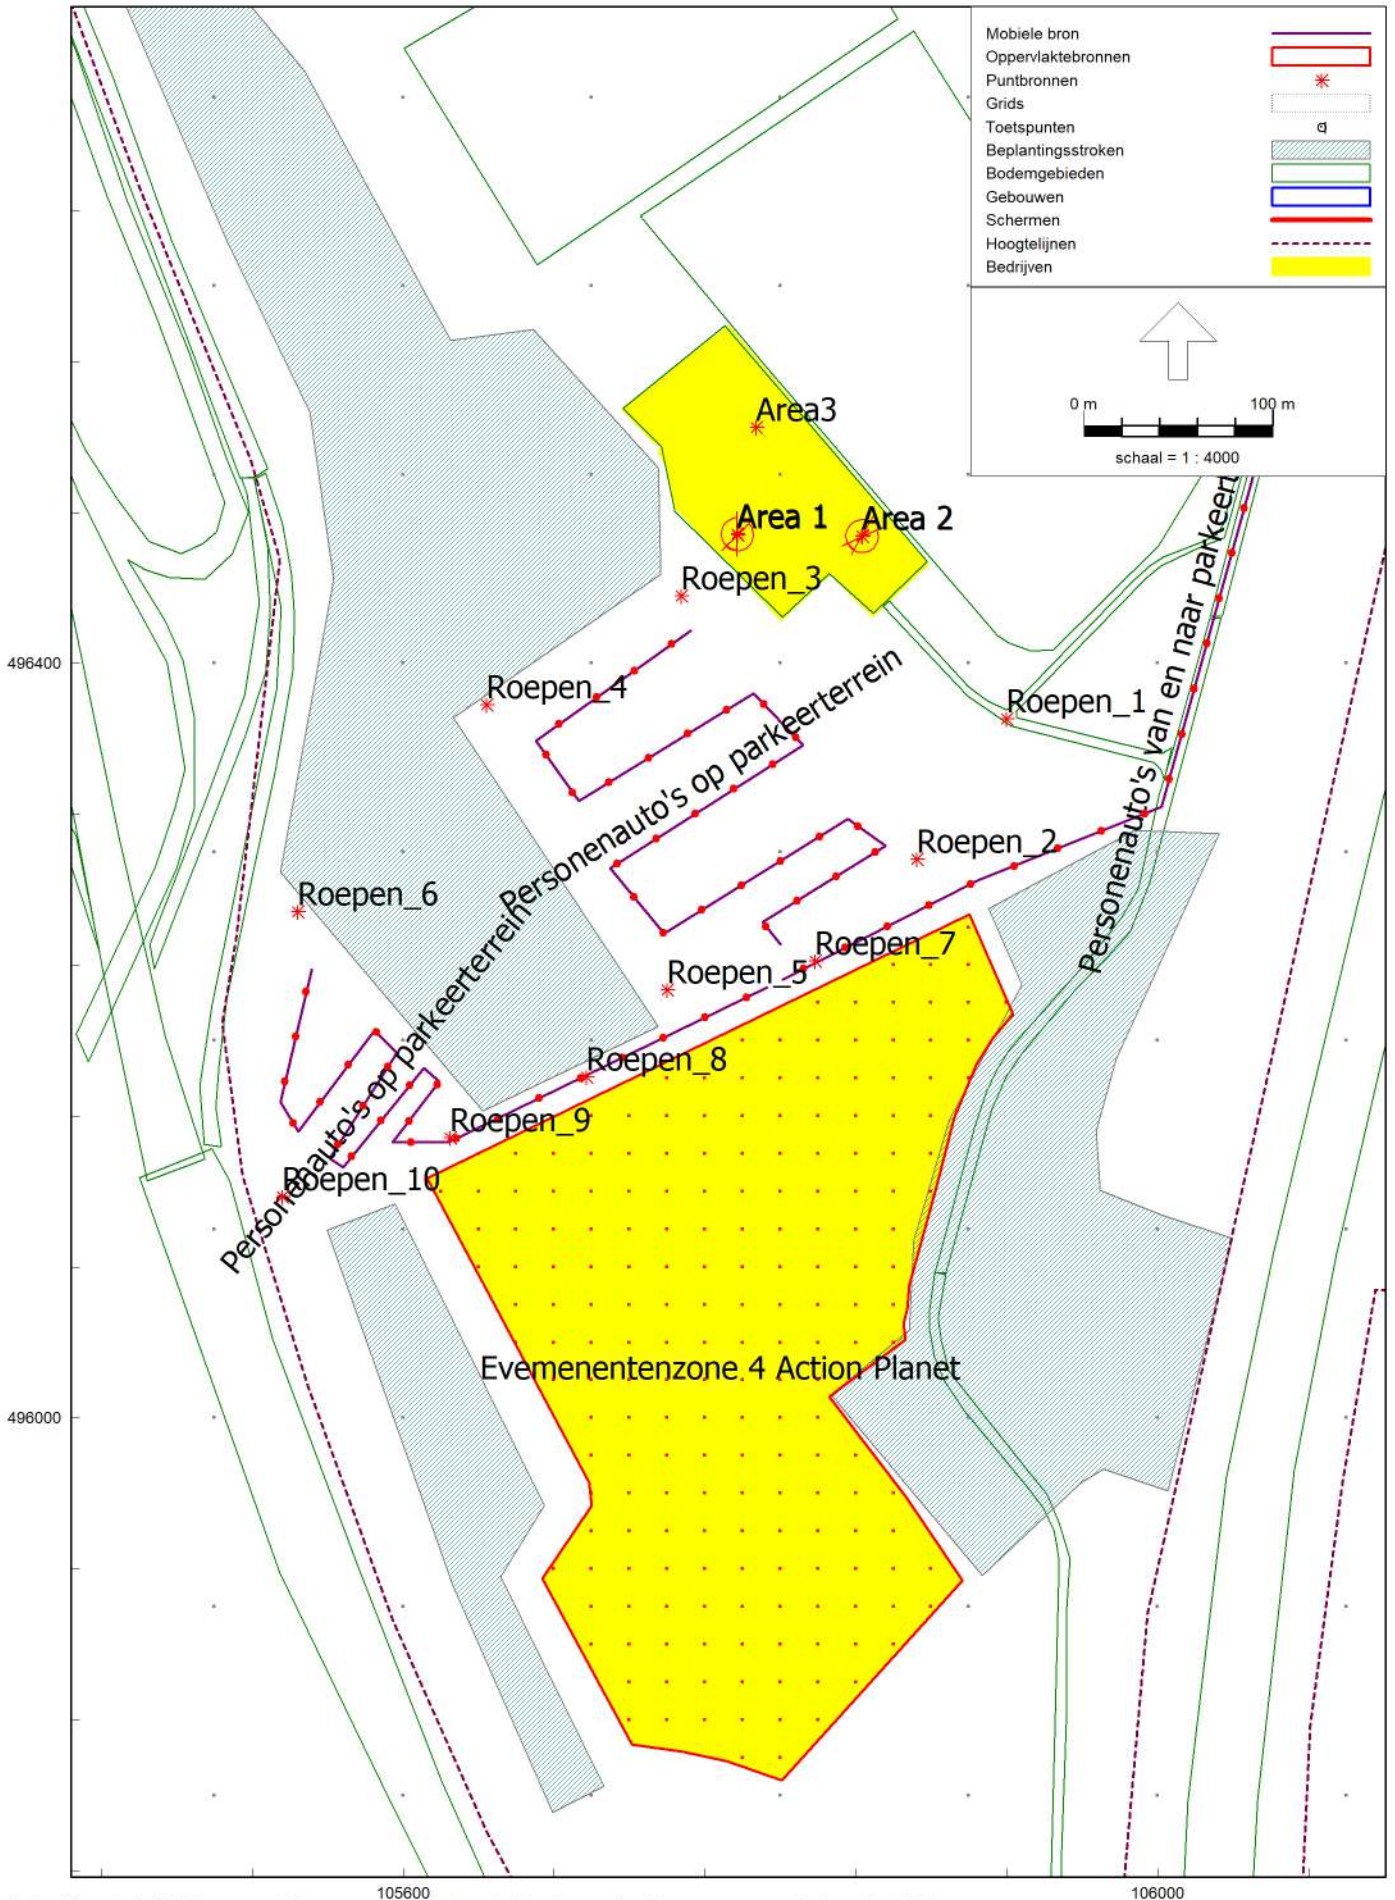 Mobiele bron
Oppervlaktebronnen
Puntbronnen
Grids
Toetspunten
Beplantingsstroken
Bodemgebieden
Gebouwen
Schermen
Hoogtelijnen
Bedrijven
0 m 100 m
schaal = 1 : 4000
Area3
Area 1
Area 2
Roepen_3
496400
Roepen_4
Roepen_1
Personenauto's op parkeerterrein
Personenauto's van en naar parkeert
Roepen_2
Roepen_6
Roepen_7
Roepen_5
Personenauto's op parkeerterrein
Roepen_8
Roepen_9
Roepen_10
Evemenentenzone 4 Action Planet
496000
105600
106000